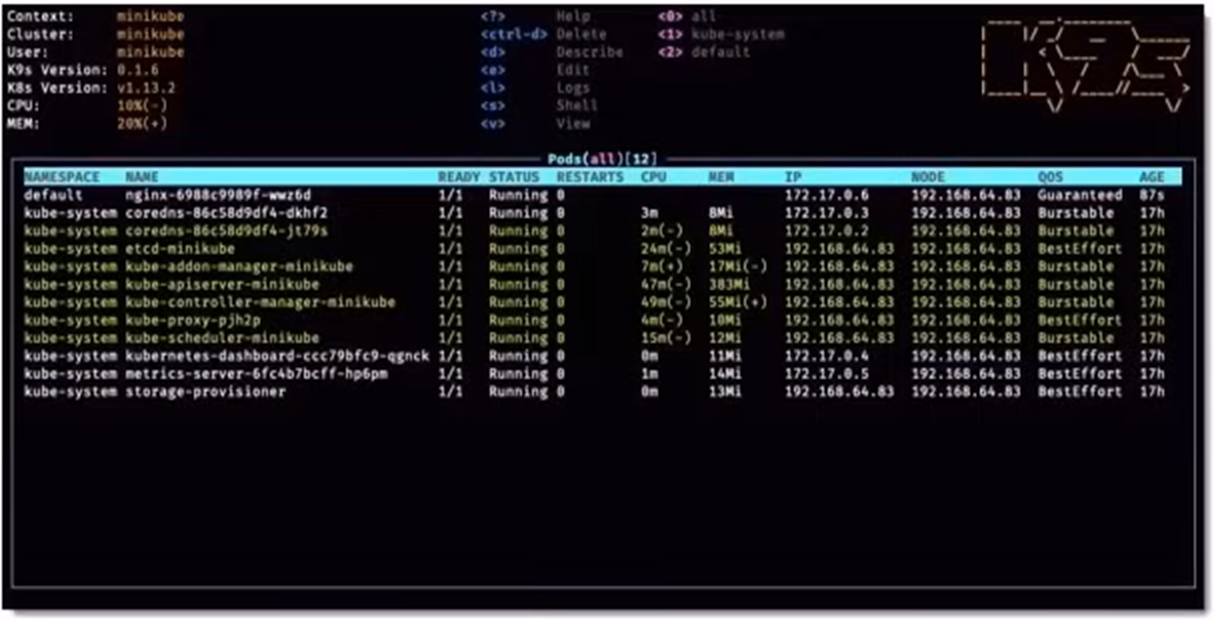 Context: minikube <?> Help <0> all
Cluster: minikube <ctrl-d> Delete <1> kube-system
User: minikube <d> Describe <2> default
K9s Version: 0.1.6 <e> Edit
K8s Version: v1.13.2 <l> Logs
CPU: 10%(-) <s> Shell
MEM: 20%(+) <v> View
K9s
Pods(all)[12]
NAMESPACE NAME READY STATUS RESTARTS CPU MEM IP NODE QOS AGE
default nginx-6988c9989f-wwz6d 1/1 Running 0 172.17.0.6 192.168.64.83 Guaranteed 87s
kube-system coredns-86c58d9df4-dkhf2 1/1 Running 0 3m 8Mi 172.17.0.3 192.168.64.83 Burstable 17h
kube-system coredns-86c58d9df4-jt79s 1/1 Running 0 2m(-) 8Mi 172.17.0.2 192.168.64.83 Burstable 17h
kube-system etcd-minikube 1/1 Running 0 24m(-) 53Mi 192.168.64.83 192.168.64.83 BestEffort 17h
kube-system kube-addon-manager-minikube 1/1 Running 0 7m(+) 17Mi(-) 192.168.64.83 192.168.64.83 Burstable 17h
kube-system kube-apiserver-minikube 1/1 Running 0 47m(-) 383Mi 192.168.64.83 192.168.64.83 Burstable 17h
kube-system kube-controller-manager-minikube 1/1 Running 0 49m(-) 55Mi(+) 192.168.64.83 192.168.64.83 Burstable 17h
kube-system kube-proxy-pjh2p 1/1 Running 0 4m(-) 10Mi 192.168.64.83 192.168.64.83 BestEffort 17h
kube-system kube-scheduler-minikube 1/1 Running 0 15m(-) 12Mi 192.168.64.83 192.168.64.83 Burstable 17h
kube-system kubernetes-dashboard-ccc79bfc9-qgnck 1/1 Running 0 0m 11Mi 172.17.0.4 192.168.64.83 BestEffort 17h
kube-system metrics-server-6fc4b7bcff-hp6pm 1/1 Running 0 1m 14Mi 172.17.0.5 192.168.64.83 BestEffort 17h
kube-system storage-provisioner 1/1 Running 0 0m 13Mi 192.168.64.83 192.168.64.83 BestEffort 17h